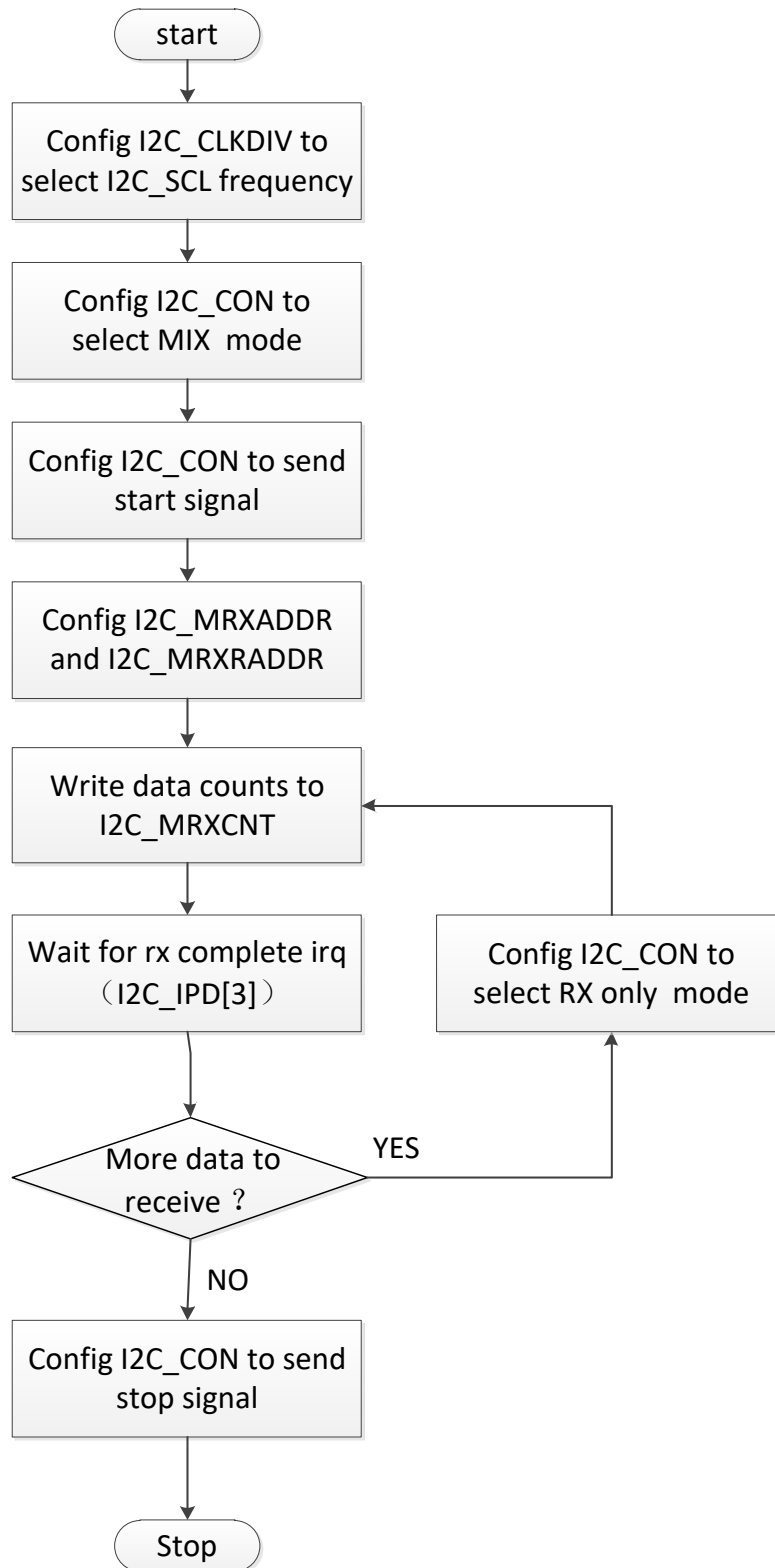 start
Config I2C_CLKDIV to
select I2C_SCL frequency
Config I2C_CON to
select MIX  mode
Config I2C_CON to send
start signal
Config I2C_MRXADDR
and I2C_MRXRADDR
Write data counts to
I2C_MRXCNT
Wait for rx complete irq
（I2C_IPD[3]）
Config I2C_CON to
select RX only  mode
More data to
receive ？
YES
NO
Config I2C_CON to send
stop signal
Stop